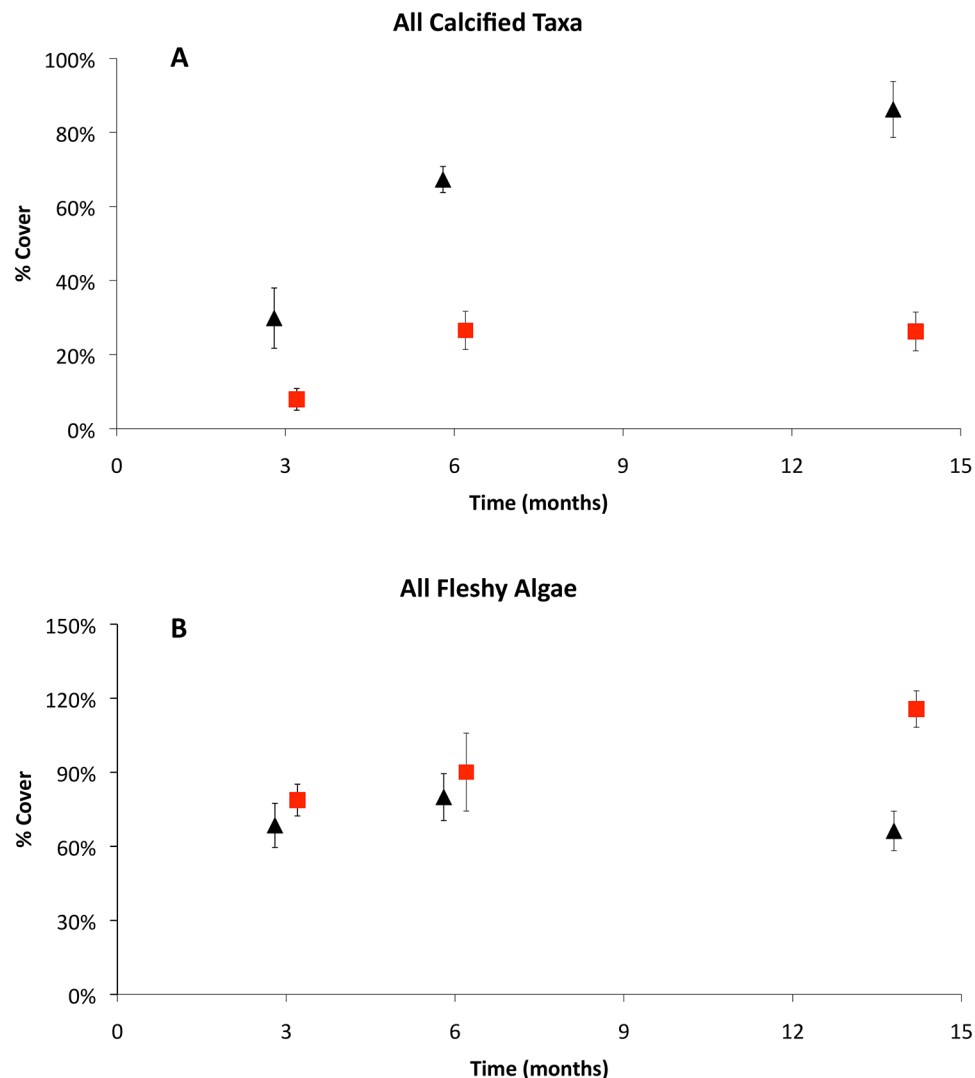 All Calcified Taxa
A
100%
80%
60%
40%
20%
0%
% Cover
0 3 6 9 12 15
Time (months)
All Fleshy Algae
B
150%
120%
90%
60%
30%
0%
% Cover
0 3 6 9 12 15
Time (months)